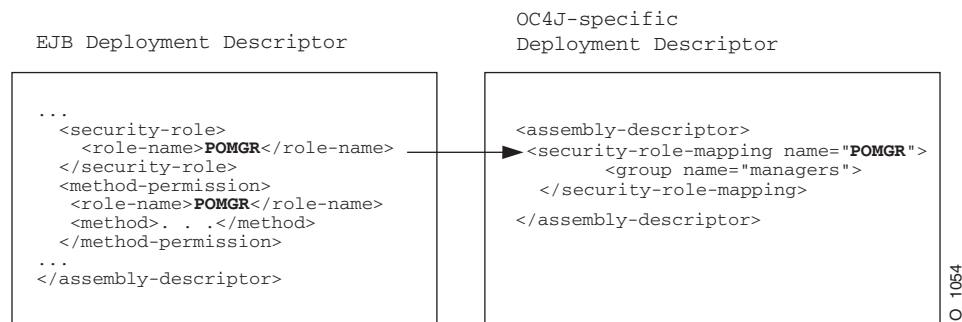 EJB Deployment Descriptor
...
<security-role>
<role-name>POMGR</role-name>
</security-role>
<method-permission>
<role-name>POMGR</role-name>
<method>. . .</method>
</method-permission>
...
</assembly-descriptor>
OC4J-specific
Deployment Descriptor
<assembly-descriptor>
<security-role-mapping name="POMGR">
<group name="managers">
</security-role-mapping>
</assembly-descriptor>
O 1054